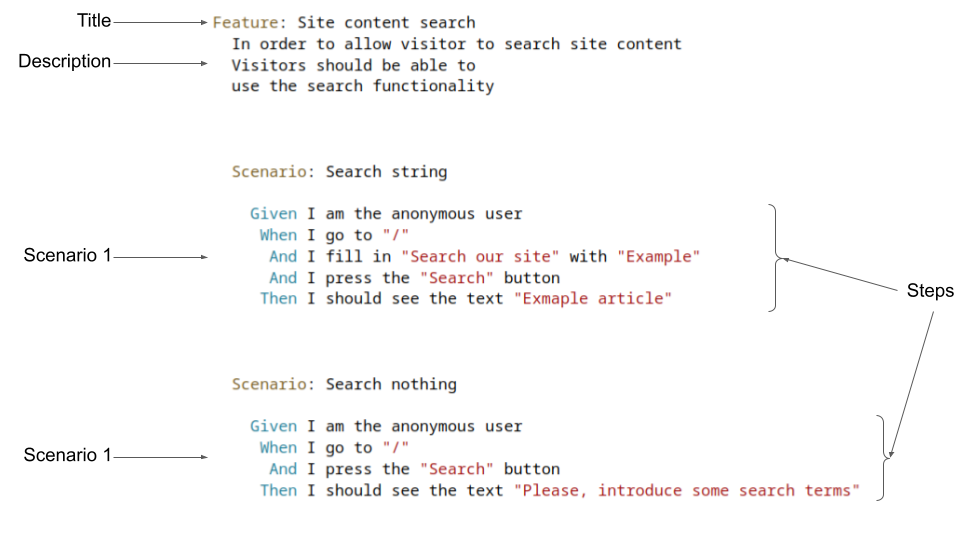 Title Feature: Site content search
In order to allow visitor to search site content
Description Visitors should be able to
use the search functionality
Scenario: Search string
Given I am the anonymous user
When I go to "/"
Scenario 1 And I fill in "Search our site" with "Example"
And I press the "Search" button
Steps
Then I should see the text "Exmaple article"
Scenario: Search nothing
Given I am the anonymous user
When I go to "/"
Scenario 1 And I press the "Search" button
Then I should see the text "Please, introduce some search terms"